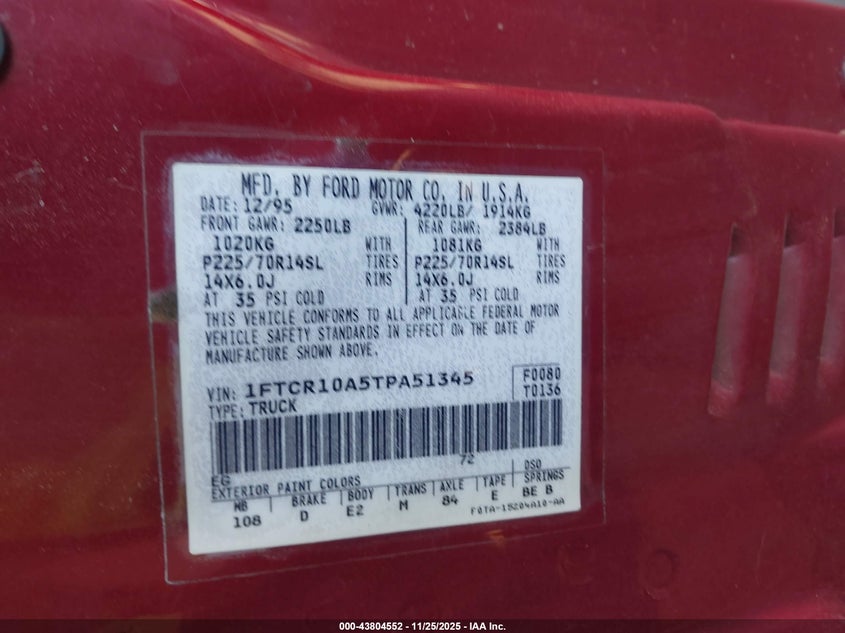 MFD. BY FORD MOTOR CO. IN U.S.A.
DATE: 12/95 GVWR: 4220LB/ 1914KG
FRONT GAWR: 2250LB REAR GAWR: 2384LB
1020KG WITH 1081KG WITH
P225/70R14SL TIRES P225/70R14SL TIRES
14X6.0J RIMS 14X6.0J RIMS
AT 35 PSI COLD AT 35 PSI COLD
THIS VEHICLE CONFORMS TO ALL APPLICABLE FEDERAL MOTOR
VEHICLE SAFETY STANDARDS IN EFFECT ON THE DATE OF
MANUFACTURE SHOWN ABOVE.
VIN: 1FTCR10A5TPA51345 F0080
TYPE: TRUCK T0136
72
EG
EXTERIOR PAINT COLORS DSO
WB BRAKE BODY TRANS AXLE TAPE SPRINGS
108 D E2 M 84 E BE B
F0TA-15204A10-AA
000-43804552 - 11/25/2025 - IAA Inc.